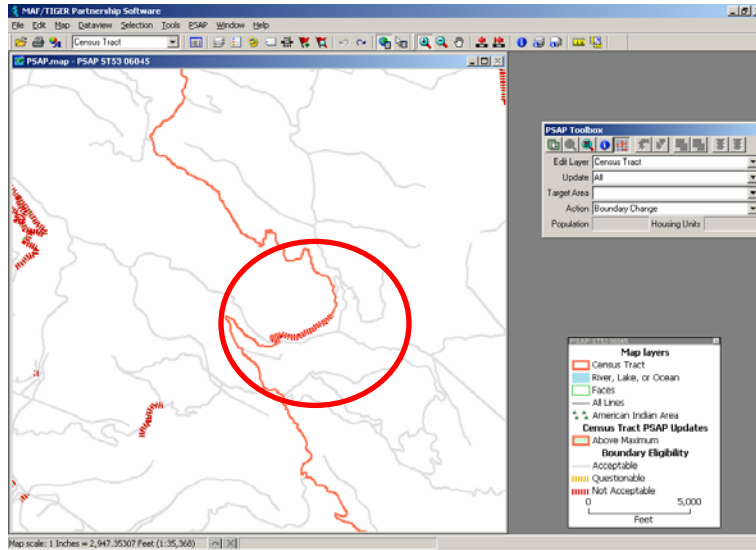 MAF/TIGER Partnership Software
File Edit Map Dataview Selection Tools PSAP Window Help
Census Tract
PSAP.map - PSAP ST53 06045
PSAP Toolbox
Edit Layer Census Tract
Update All
Target Area
Action Boundary Change
Population Housing Units
PSAP ST53 06045
Map layers
Census Tract
River, Lake, or Ocean
Faces
All Lines
American Indian Area
Census Tract PSAP Updates
Above Maximum
Boundary Eligibility
Acceptable
Questionable
Not Acceptable
0 5,000
Feet
Map scale: 1 Inches = 2,947.35307 Feet (1:35,368)